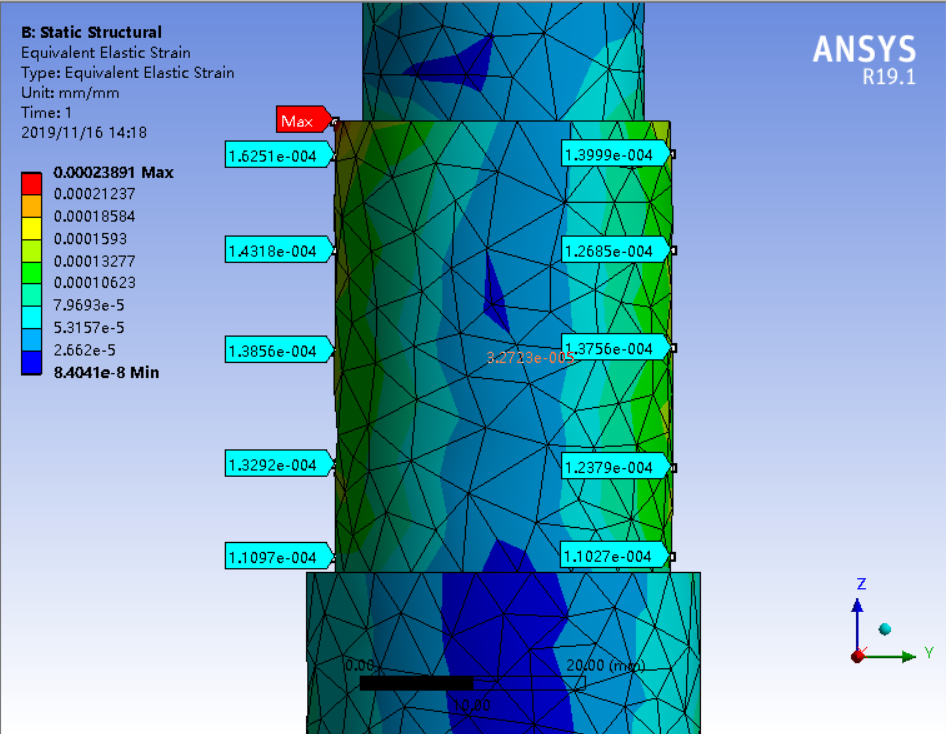 B: Static Structural
Equivalent Elastic Strain
Type: Equivalent Elastic Strain
Unit: mm/mm
Time: 1
2019/11/16 14:18
ANSYS
R19.1
0.00023891 Max
0.00021237
0.00018584
0.0001593
0.00013277
0.00010623
7.9693e-5
5.3157e-5
2.662e-5
8.4041e-8 Min
Max
1.6251e-004
1.3999e-004
1.4318e-004
1.2685e-004
1.3856e-004
3.2723e-005
1.3756e-004
1.3292e-004
1.2379e-004
1.1097e-004
1.1027e-004
0.00
20.00 (mm)
10.00
Z
Y